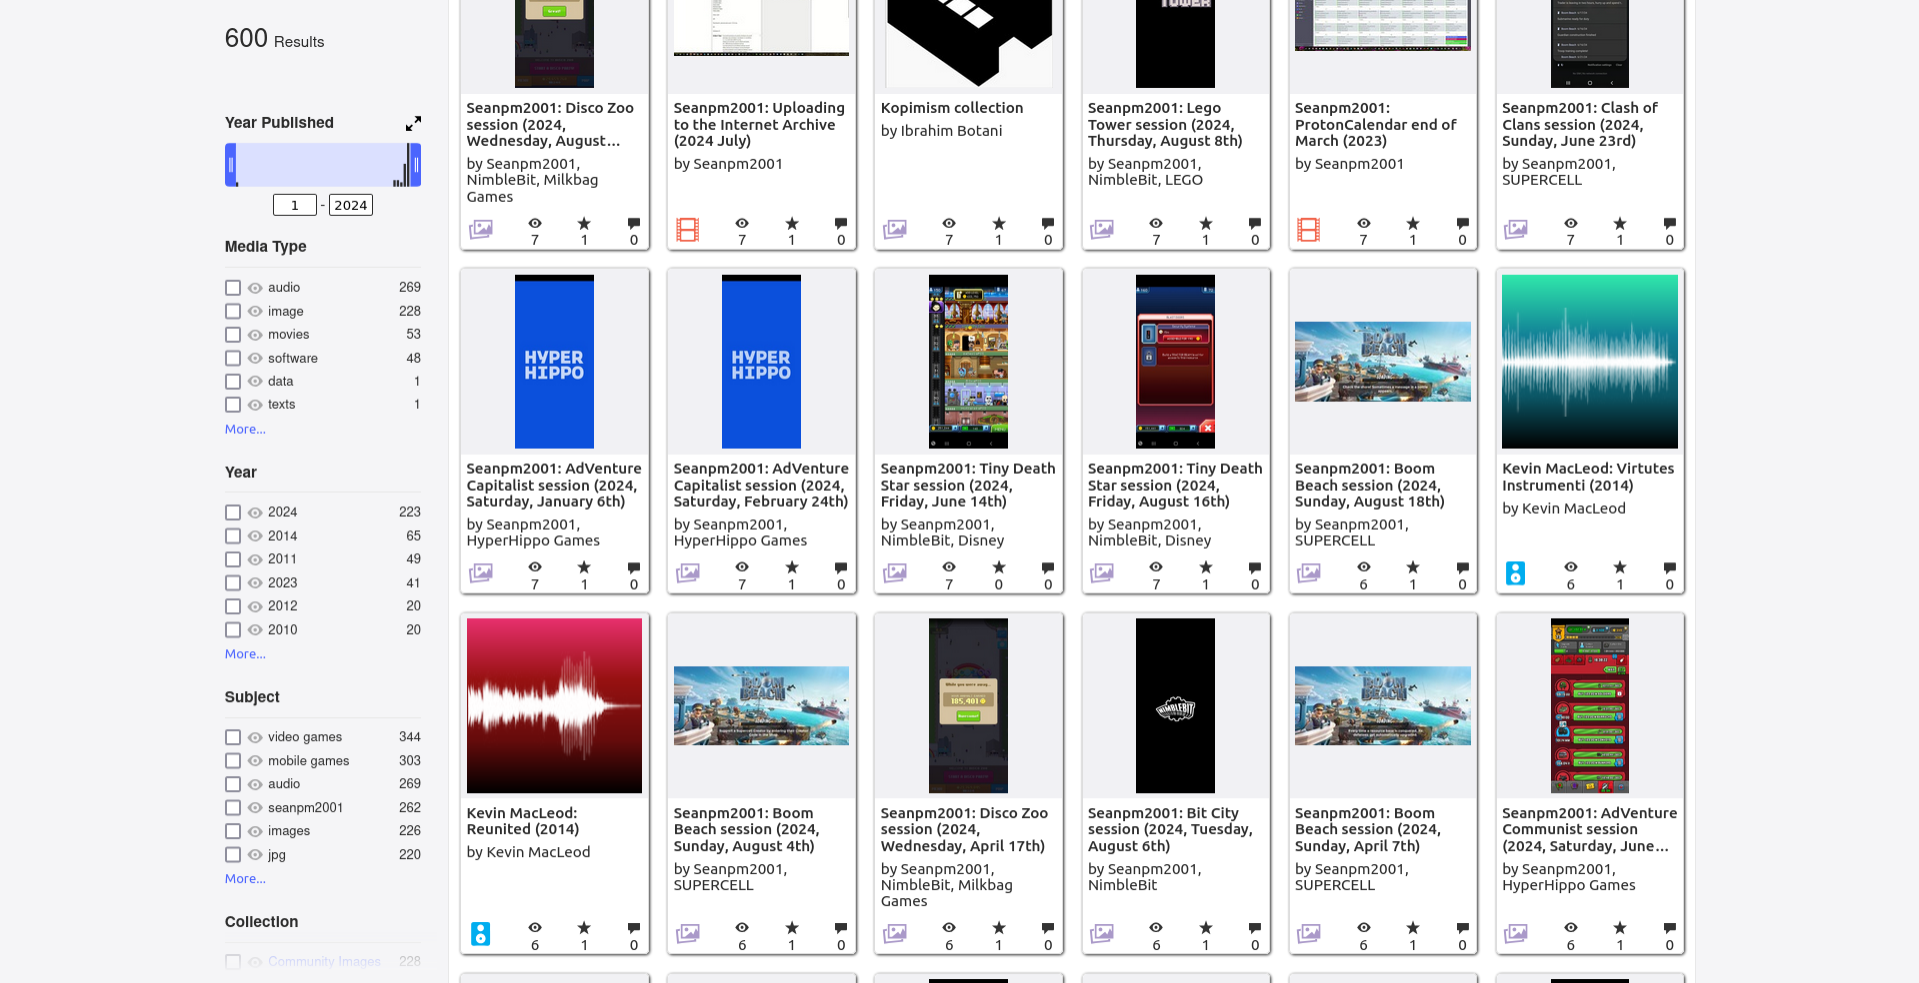 600 Results
Year Published
1 - 2024
Media Type
audio 269
image 228
movies 53
software 48
data 1
texts 1
More...
Year
2024 223
2014 65
2011 49
2023 41
2012 20
2010 20
More...
Subject
video games 344
mobile games 303
audio 269
seanpm2001 262
images 226
jpg 220
More...
Collection
Community Images 228
TOWER
Seanpm2001: Disco Zoo
session (2024,
Wednesday, August...
by Seanpm2001,
NimbleBit, Milkbag
Games
7 1 0
Seanpm2001: Uploading
to the Internet Archive
(2024 July)
by Seanpm2001
7 1 0
Kopimism collection
by Ibrahim Botani
7 1 0
Seanpm2001: Lego
Tower session (2024,
Thursday, August 8th)
by Seanpm2001,
NimbleBit, LEGO
7 1 0
Seanpm2001:
ProtonCalendar end of
March (2023)
by Seanpm2001
7 1 0
Seanpm2001: Clash of
Clans session (2024,
Sunday, June 23rd)
by Seanpm2001,
SUPERCELL
7 1 0
HYPER
HIPPO
Seanpm2001: AdVenture
Capitalist session (2024,
Saturday, January 6th)
by Seanpm2001,
HyperHippo Games
7 1 0
HYPER
HIPPO
Seanpm2001: AdVenture
Capitalist session (2024,
Saturday, February 24th)
by Seanpm2001,
HyperHippo Games
7 1 0
Seanpm2001: Tiny Death
Star session (2024,
Friday, June 14th)
by Seanpm2001,
NimbleBit, Disney
7 0 0
Seanpm2001: Tiny Death
Star session (2024,
Friday, August 16th)
by Seanpm2001,
NimbleBit, Disney
7 1 0
BOOM
BEACH
Seanpm2001: Boom
Beach session (2024,
Sunday, August 18th)
by Seanpm2001,
SUPERCELL
6 1 0
Kevin MacLeod: Virtutes
Instrumenti (2014)
by Kevin MacLeod
6 1 0
Kevin MacLeod:
Reunited (2014)
by Kevin MacLeod
6 1 0
BOOM
BEACH
Seanpm2001: Boom
Beach session (2024,
Sunday, August 4th)
by Seanpm2001,
SUPERCELL
6 1 0
While you were away...
185,401
Seanpm2001: Disco Zoo
session (2024,
Wednesday, April 17th)
by Seanpm2001,
NimbleBit, Milkbag
Games
6 1 0
NIMBLEBIT
Seanpm2001: Bit City
session (2024, Tuesday,
August 6th)
by Seanpm2001,
NimbleBit
6 1 0
BOOM
BEACH
Seanpm2001: Boom
Beach session (2024,
Sunday, April 7th)
by Seanpm2001,
SUPERCELL
6 1 0
Seanpm2001: AdVenture
Communist session
(2024, Saturday, June...
by Seanpm2001,
HyperHippo Games
6 1 0